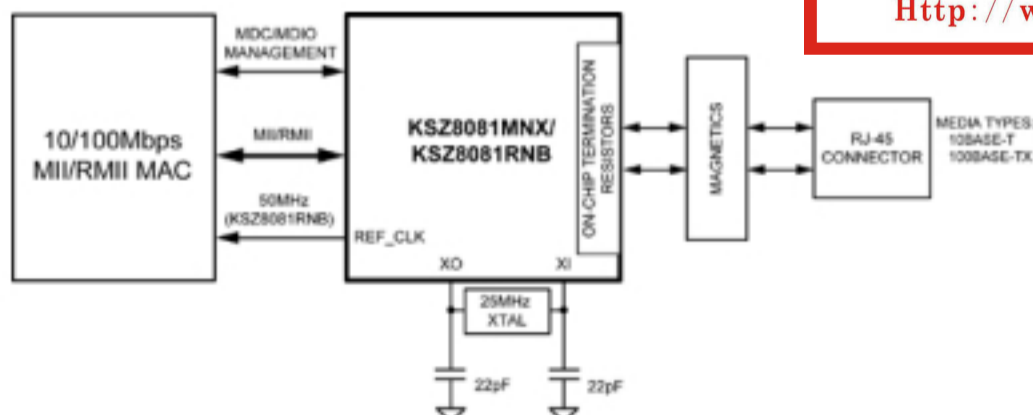 Http://w
MDC/MDIO
MANAGEMENT
10/100Mbps
MII/RMII MAC
MII/RMII
50MHz
(KSZ8081RNB)
REF_CLK
KSZ8081MNX/
KSZ8081RNB
XO
XI
ON-CHIP TERMINATION
RESISTORS
MAGNETICS
RJ-45
CONNECTOR
MEDIA TYPES:
10BASE-T
100BASE-TX
25MHz
XTAL
22pF
22pF